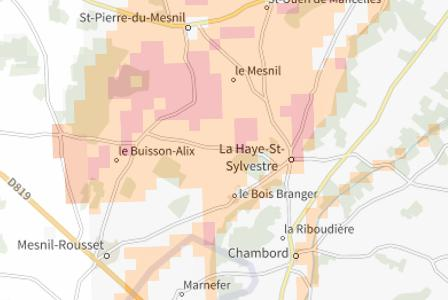 St-Ouen de Mancelles
St-Pierre-du-Mesnil
le Mesnil
le Buisson-Alix
La Haye-St-
Sylvestre
D819
le Bois Branger
la Riboudière
Mesnil-Rousset
Chambord
Marnefer